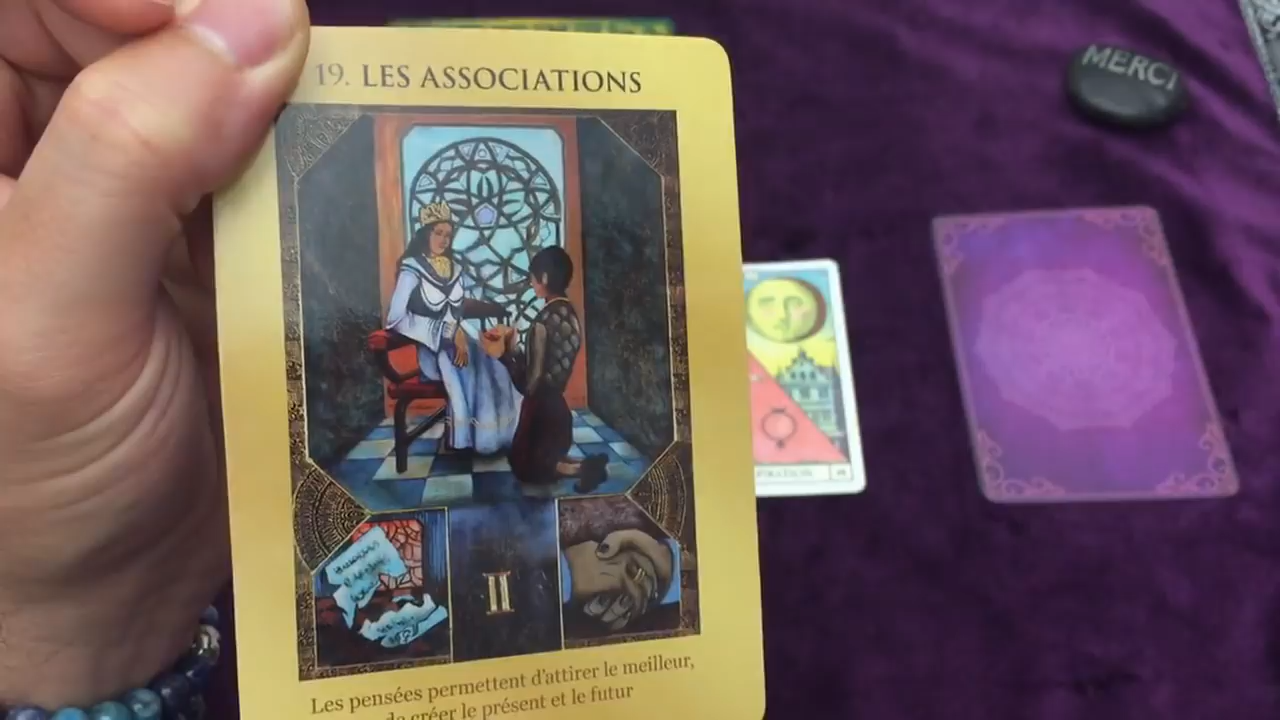 19. LES ASSOCIATIONS
MERCI
II
Les pensées permettent d'attirer le meilleur,
de créer le présent et le futur